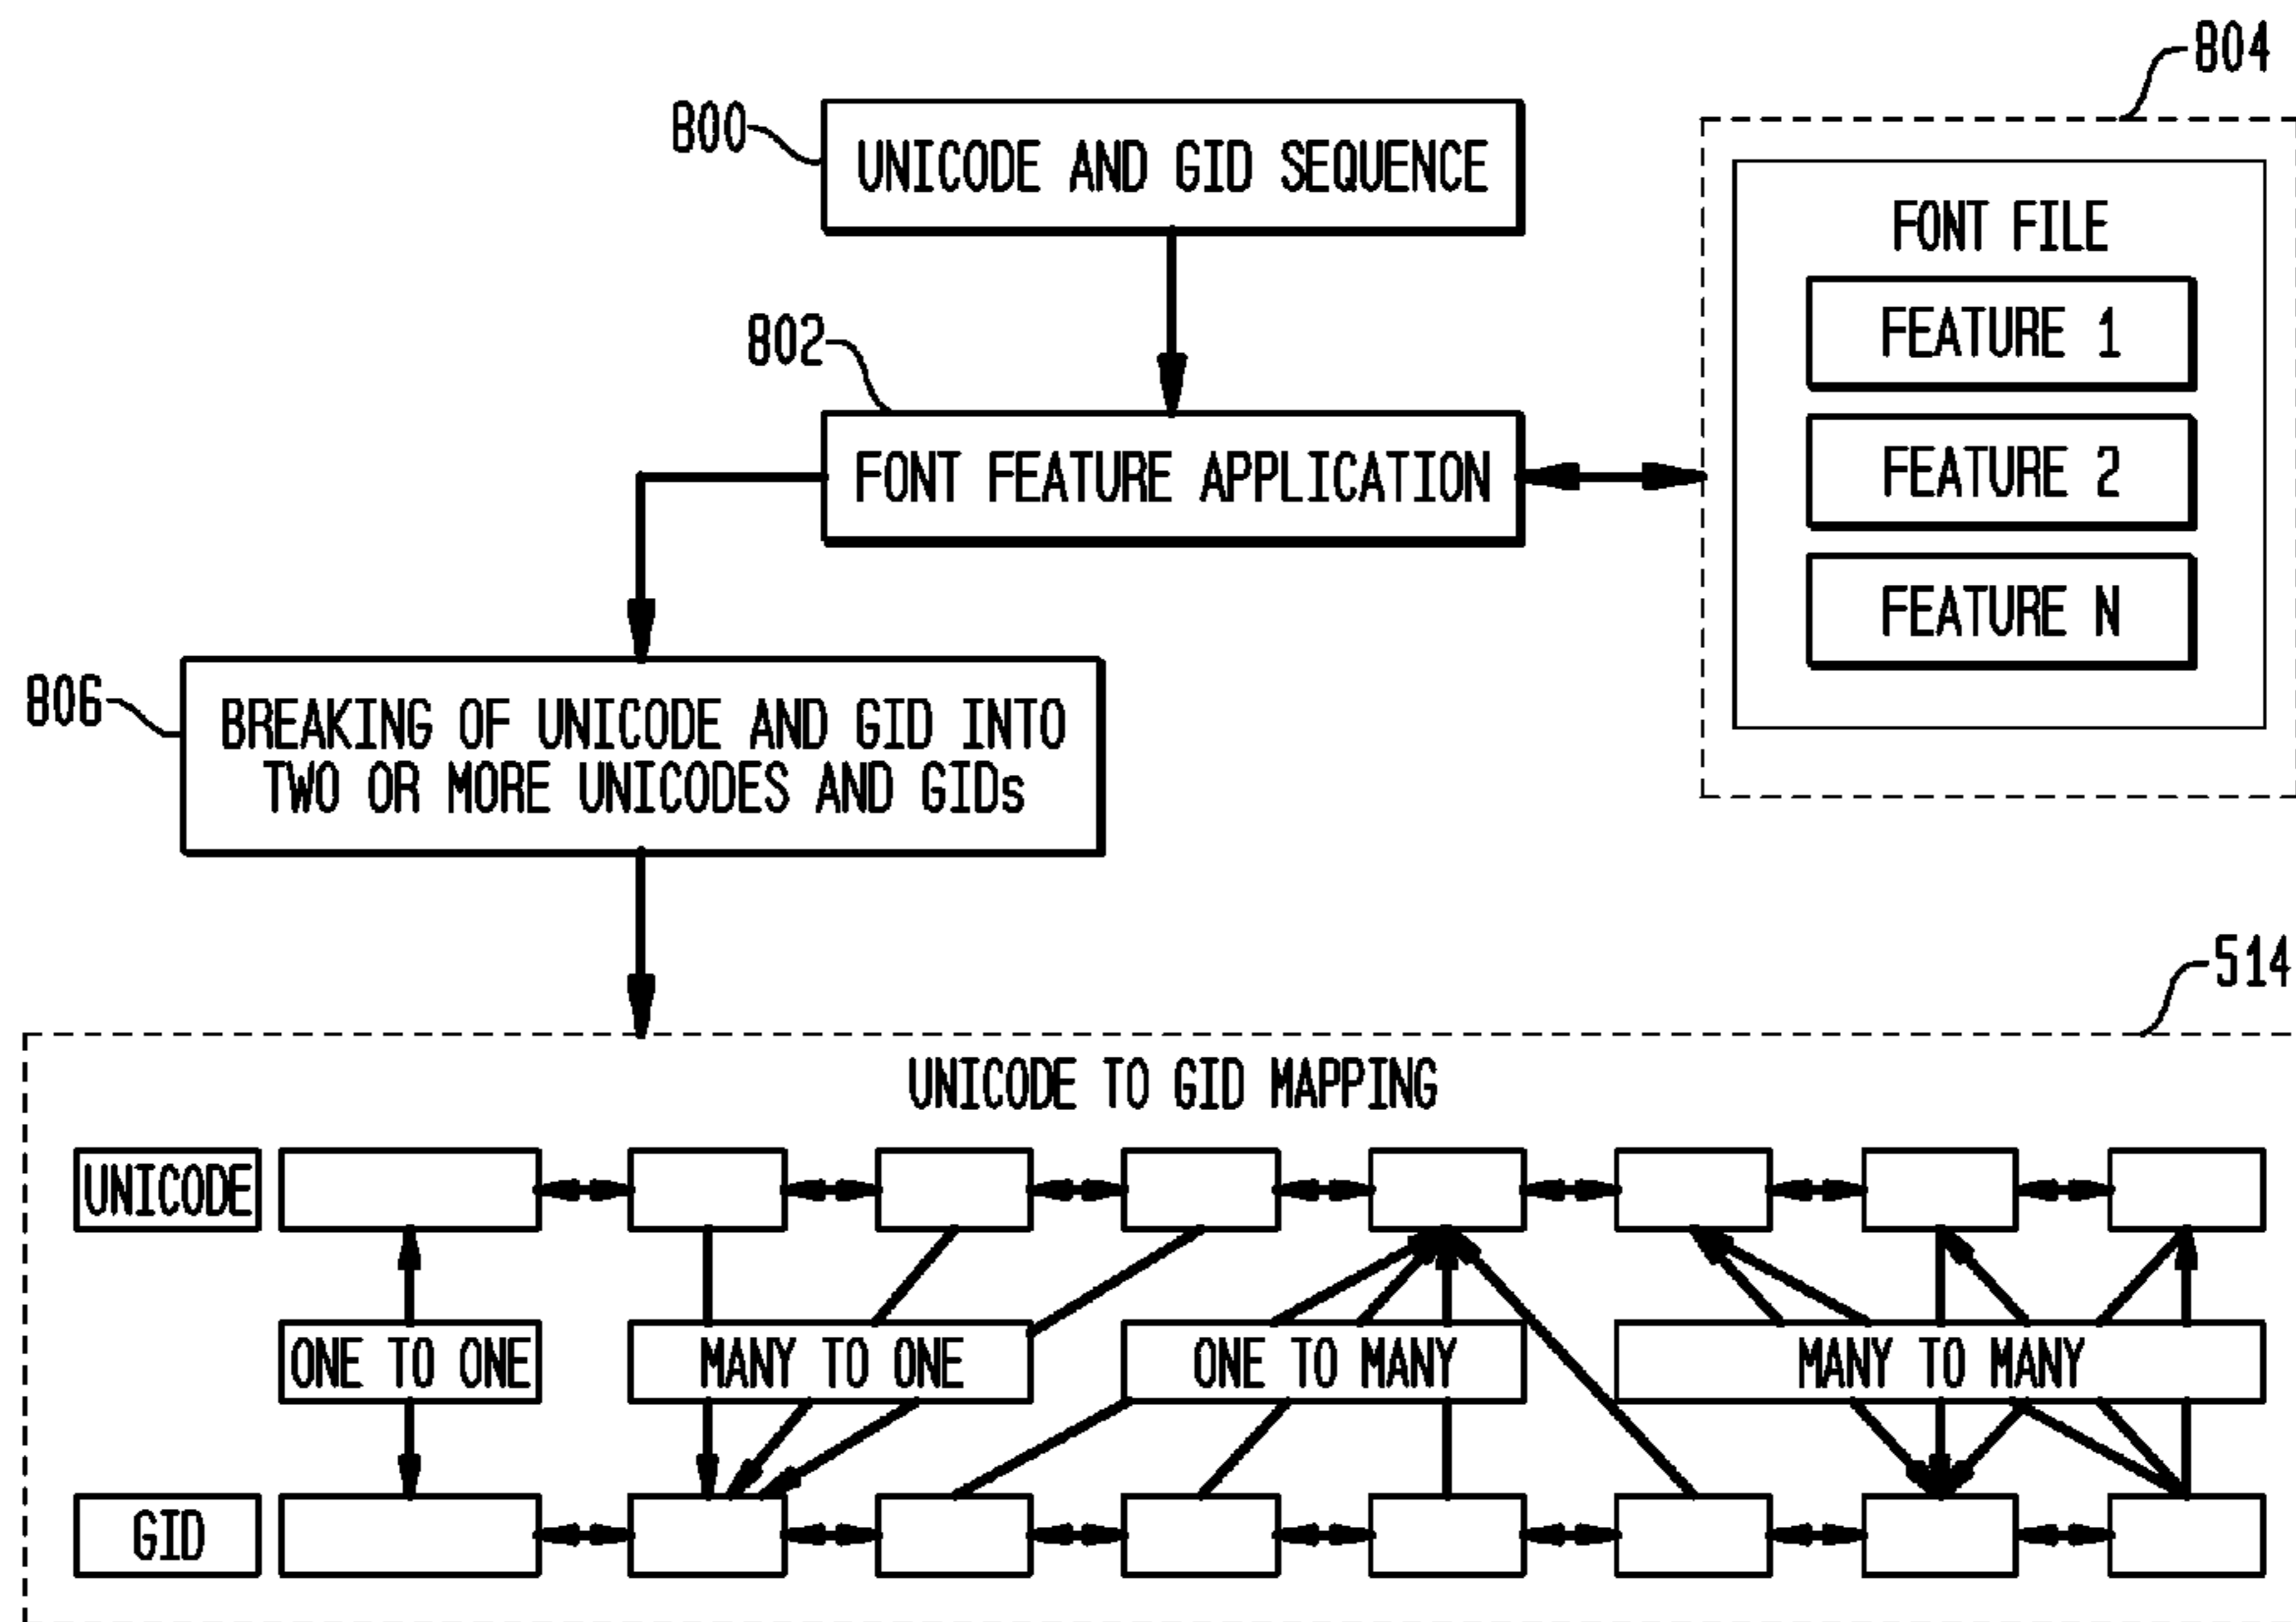 804
800
UNICODE AND GID SEQUENCE
FONT FILE
FEATURE 1
802
FONT FEATURE APPLICATION
FEATURE 2
FEATURE N
806
BREAKING OF UNICODE AND GID INTO
TWO OR MORE UNICODES AND GIDs
514
UNICODE TO GID MAPPING
UNICODE
ONE TO ONE
MANY TO ONE
ONE TO MANY
MANY TO MANY
GID